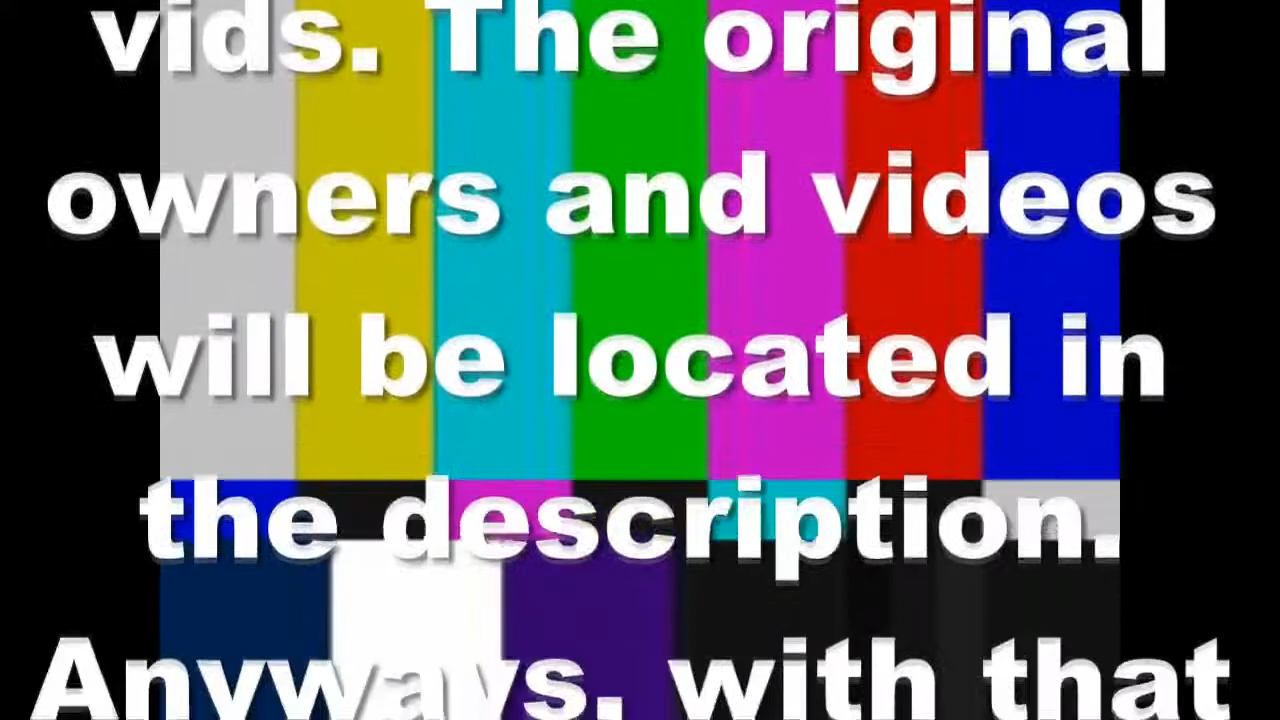 vids. The original
owners and videos
will be located in
the description.
Anyways, with that